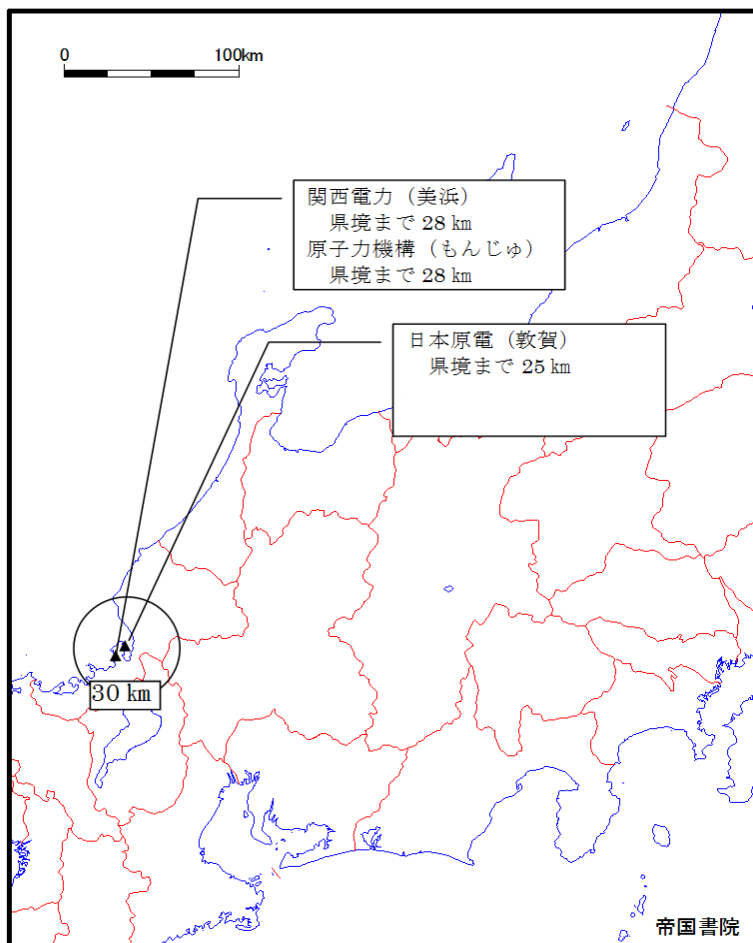 0 100km
関西電力（美浜）
県境まで 28 ㎞
原子力機構（もんじゅ）
県境まで 28 ㎞
日本原電（敦賀）
県境まで 25 ㎞
30 ㎞
帝国書院